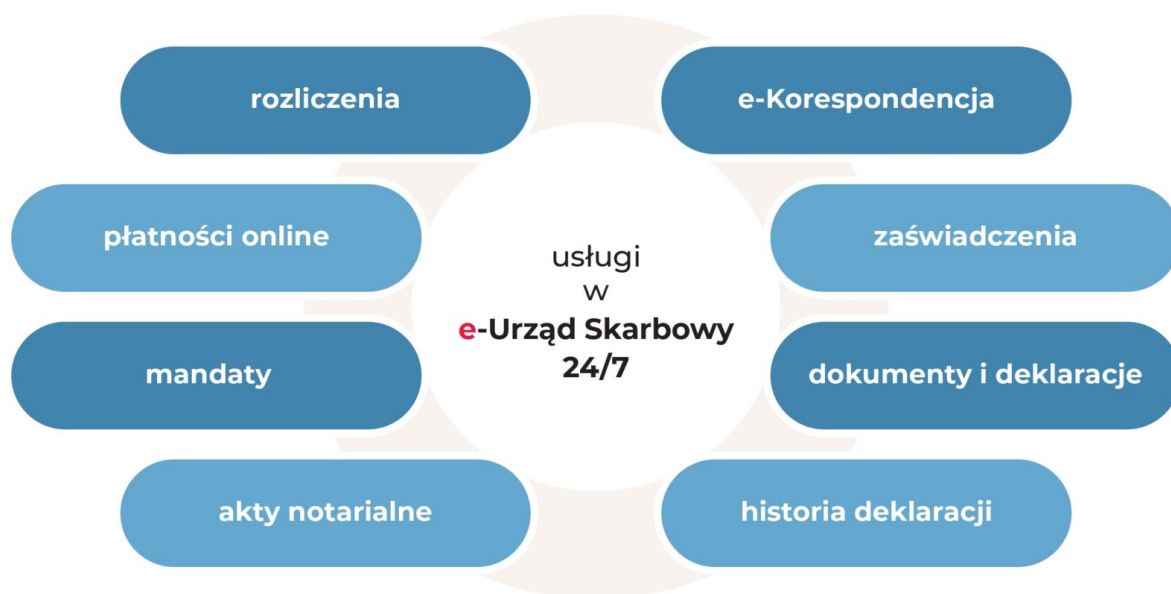 rozliczenia
e-Korespondencja
płatności online
zaświadczenia
usługi
w
e-Urząd Skarbowy
24/7
mandaty
dokumenty i deklaracje
akty notarialne
historia deklaracji